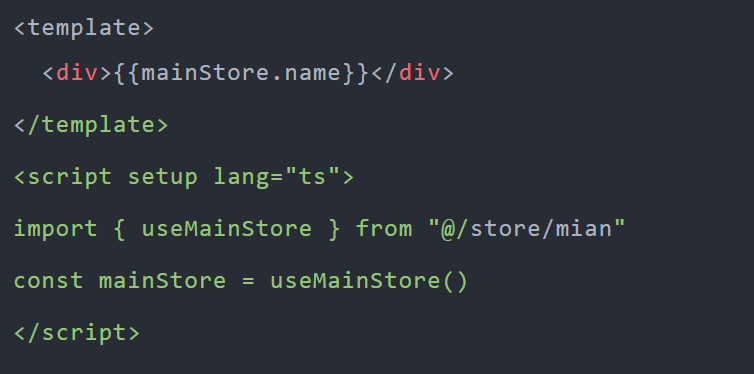 <template>
  <div>{{mainStore.name}}</div>
</template>
<script setup lang="ts">
import { useMainStore } from "@/store/mian"
const mainStore = useMainStore()
</script>